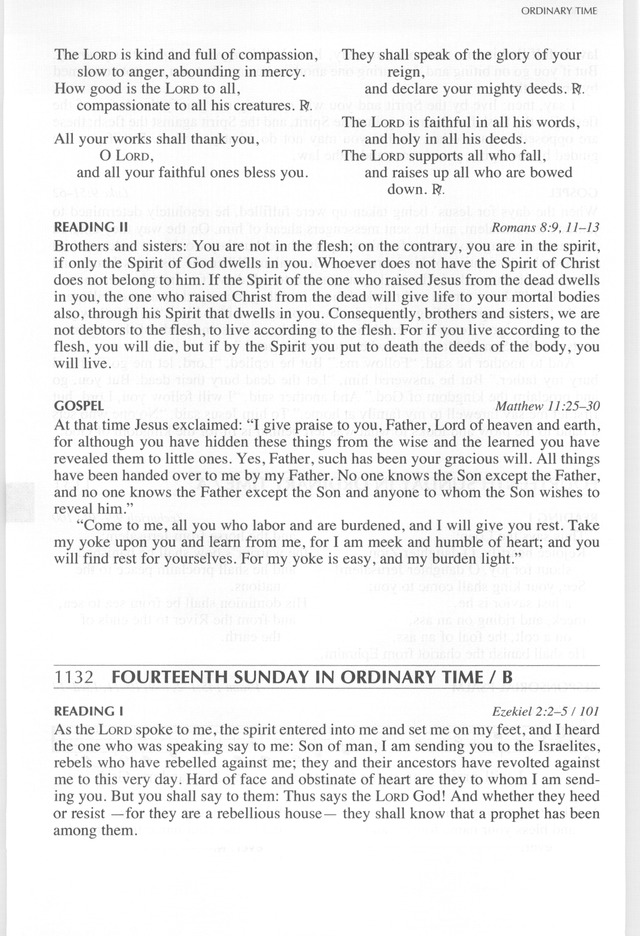 ORDINARY TIME
The LORD is kind and full of compassion,
slow to anger, abounding in mercy.
How good is the LORD to all,
compassionate to all his creatures. ℟.
All your works shall thank you,
O LORD,
and all your faithful ones bless you.
They shall speak of the glory of your
reign,
and declare your mighty deeds. ℟.
The LORD is faithful in all his words,
and holy in all his deeds.
The LORD supports all who fall,
and raises up all who are bowed
down. ℟.
READING II Romans 8:9, 11–13
Brothers and sisters: You are not in the flesh; on the contrary, you are in the spirit,
if only the Spirit of God dwells in you. Whoever does not have the Spirit of Christ
does not belong to him. If the Spirit of the one who raised Jesus from the dead dwells
in you, the one who raised Christ from the dead will give life to your mortal bodies
also, through his Spirit that dwells in you. Consequently, brothers and sisters, we are
not debtors to the flesh, to live according to the flesh. For if you live according to the
flesh, you will die, but if by the Spirit you put to death the deeds of the body, you
will live.
GOSPEL Matthew 11:25–30
At that time Jesus exclaimed: “I give praise to you, Father, Lord of heaven and earth,
for although you have hidden these things from the wise and the learned you have
revealed them to little ones. Yes, Father, such has been your gracious will. All things
have been handed over to me by my Father. No one knows the Son except the Father,
and no one knows the Father except the Son and anyone to whom the Son wishes to
reveal him.”
“Come to me, all you who labor and are burdened, and I will give you rest. Take
my yoke upon you and learn from me, for I am meek and humble of heart; and you
will find rest for yourselves. For my yoke is easy, and my burden light.”
1132 FOURTEENTH SUNDAY IN ORDINARY TIME / B
READING I Ezekiel 2:2–5 / 101
As the LORD spoke to me, the spirit entered into me and set me on my feet, and I heard
the one who was speaking say to me: Son of man, I am sending you to the Israelites,
rebels who have rebelled against me; they and their ancestors have revolted against
me to this very day. Hard of face and obstinate of heart are they to whom I am send-
ing you. But you shall say to them: Thus says the LORD God! And whether they heed
or resist —for they are a rebellious house— they shall know that a prophet has been
among them.